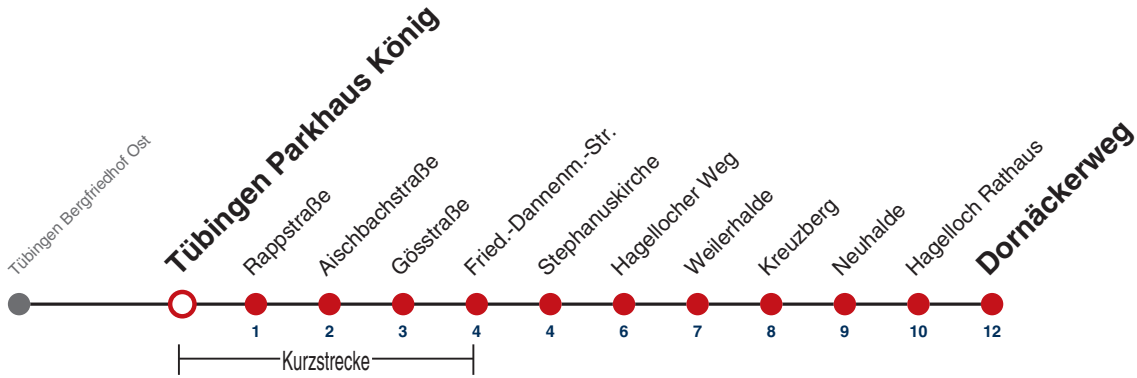 Tübingen Bergfriedhof Ost
Tübingen Parkhaus König
Rappstraße
Aischbachstraße
Gösstraße
Fried.-Dannenm.-Str.
Stephanuskirche
Hagellocher Weg
Weilerhalde
Kreuzberg
Neuhalde
Hagelloch Rathaus
Dornäckerweg
1 2 3 4 4 6 7 8 9 10 12
Kurzstrecke